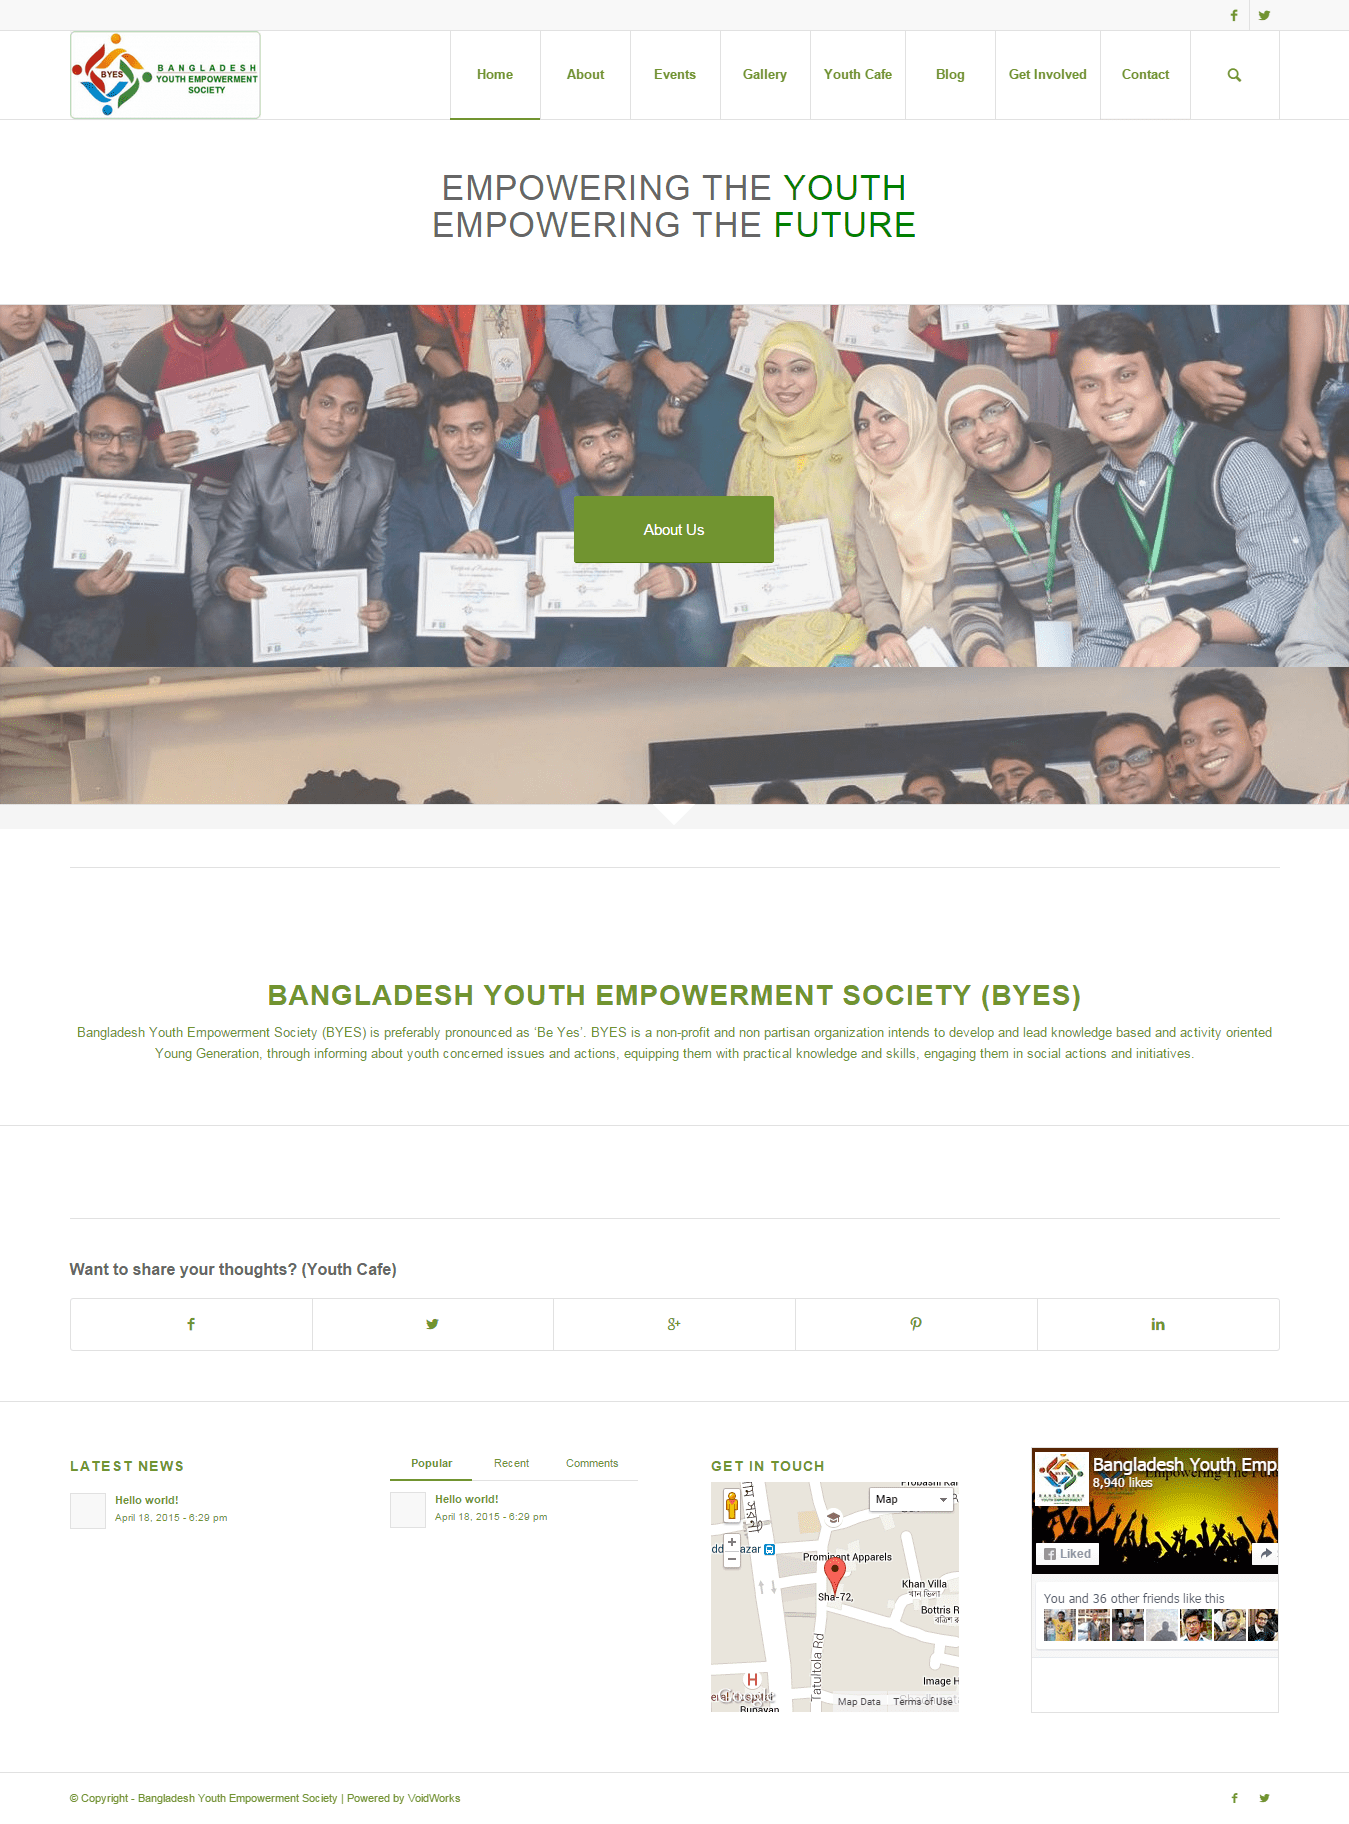 BYES
BANGLADESH
YOUTH EMPOWERMENT
SOCIETY
Home
About
Events
Gallery
Youth Cafe
Blog
Get Involved
Contact
EMPOWERING THE YOUTH
EMPOWERING THE FUTURE
Certificate of Participation
About Us
BANGLADESH YOUTH EMPOWERMENT SOCIETY (BYES)
Bangladesh Youth Empowerment Society (BYES) is preferably pronounced as ‘Be Yes’. BYES is a non-profit and non partisan organization intends to develop and lead knowledge based and activity oriented
Young Generation, through informing about youth concerned issues and actions, equipping them with practical knowledge and skills, engaging them in social actions and initiatives.
Want to share your thoughts? (Youth Cafe)
LATEST NEWS
Hello world!
April 18, 2015 - 6:29 pm
Popular
Recent
Comments
Hello world!
April 18, 2015 - 6:29 pm
GET IN TOUCH
Map
Prominent Apparels
Sha-72,
Khan Villa
খান ভিলা
Bottris
Tatultola Rd
Image H
Google
Map Data
Terms of Use
Rupayan
Bangladesh Youth Emp
8,940 likes
Liked
You and 36 other friends like this
© Copyright - Bangladesh Youth Empowerment Society | Powered by VoidWorks